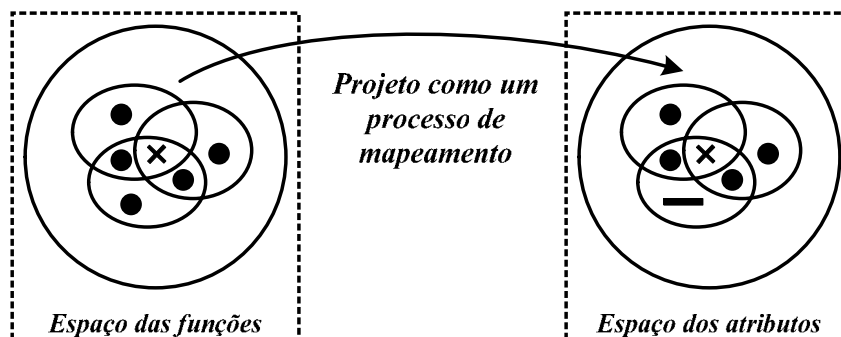 Projeto como um
processo de
mapeamento
Espaço das funções
Espaço dos atributos